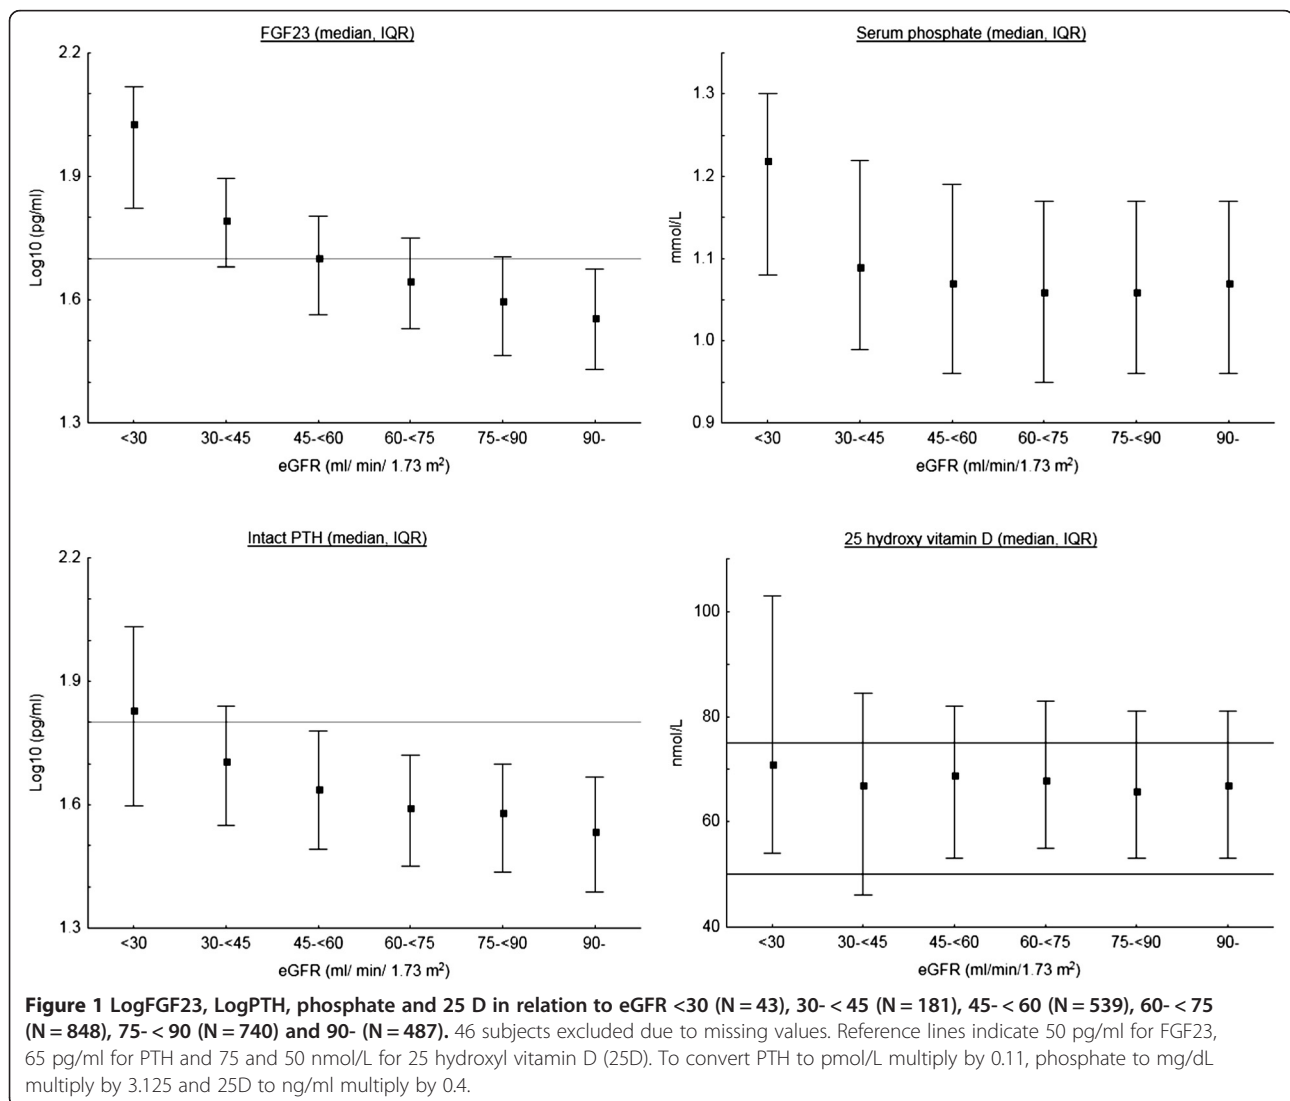 FGF23 (median, IQR)
2.2
1.9
1.6
1.3
Log10 (pg/ml)
<30 30-<45 45-<60 60-<75 75-<90 90-
eGFR (ml/ min/ 1.73 m²)
Serum phosphate (median, IQR)
1.3
1.2
1.1
1.0
0.9
mmol/L
<30 30-<45 45-<60 60-<75 75-<90 90-
eGFR (ml/min/1.73 m²)
Intact PTH (median, IQR)
2.2
1.9
1.6
1.3
Log10 (pg/ml)
<30 30-<45 45-<60 60-<75 75-<90 90-
eGFR (ml/ min/ 1.73 m²)
25 hydroxy vitamin D (median, IQR)
100
80
60
40
nmol/L
<30 30-<45 45-<60 60-<75 75-<90 90-
eGFR (ml/min/1.73 m²)
Figure 1 LogFGF23, LogPTH, phosphate and 25 D in relation to eGFR <30 (N = 43), 30- < 45 (N = 181), 45- < 60 (N = 539), 60- < 75
(N = 848), 75- < 90 (N = 740) and 90- (N = 487). 46 subjects excluded due to missing values. Reference lines indicate 50 pg/ml for FGF23,
65 pg/ml for PTH and 75 and 50 nmol/L for 25 hydroxyl vitamin D (25D). To convert PTH to pmol/L multiply by 0.11, phosphate to mg/dL
multiply by 3.125 and 25D to ng/ml multiply by 0.4.